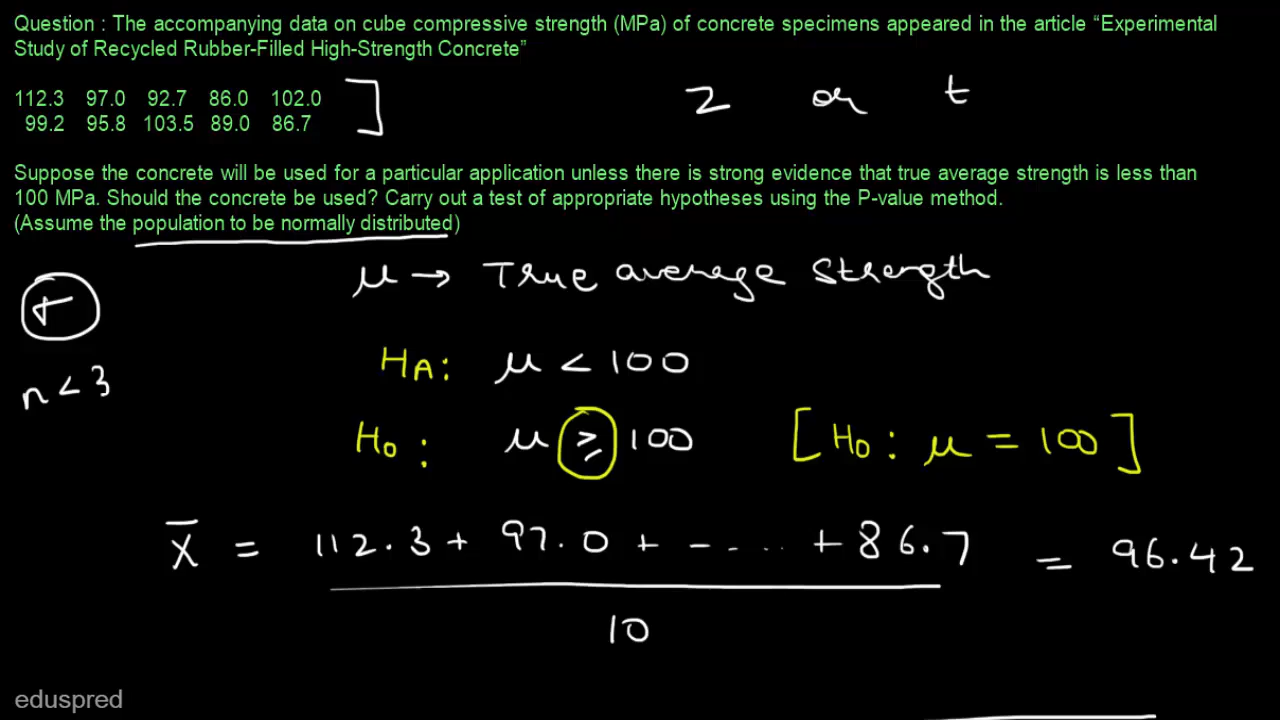 Question : The accompanying data on cube compressive strength (MPa) of concrete specimens appeared in the article “Experimental
Study of Recycled Rubber-Filled High-Strength Concrete”
112.3 97.0 92.7 86.0 102.0 ]
99.2 95.8 103.5 89.0 86.7
z or t
Suppose the concrete will be used for a particular application unless there is strong evidence that true average strength is less than
100 MPa. Should the concrete be used? Carry out a test of appropriate hypotheses using the P-value method.
(Assume the population to be normally distributed)
μ → True average strength
σ
n < 3
HA: μ < 100
H0: μ ≥ 100 [H0: μ = 100]
X̄ = 112.3 + 97.0 + - - ... + 86.7 = 96.42
10
eduspred